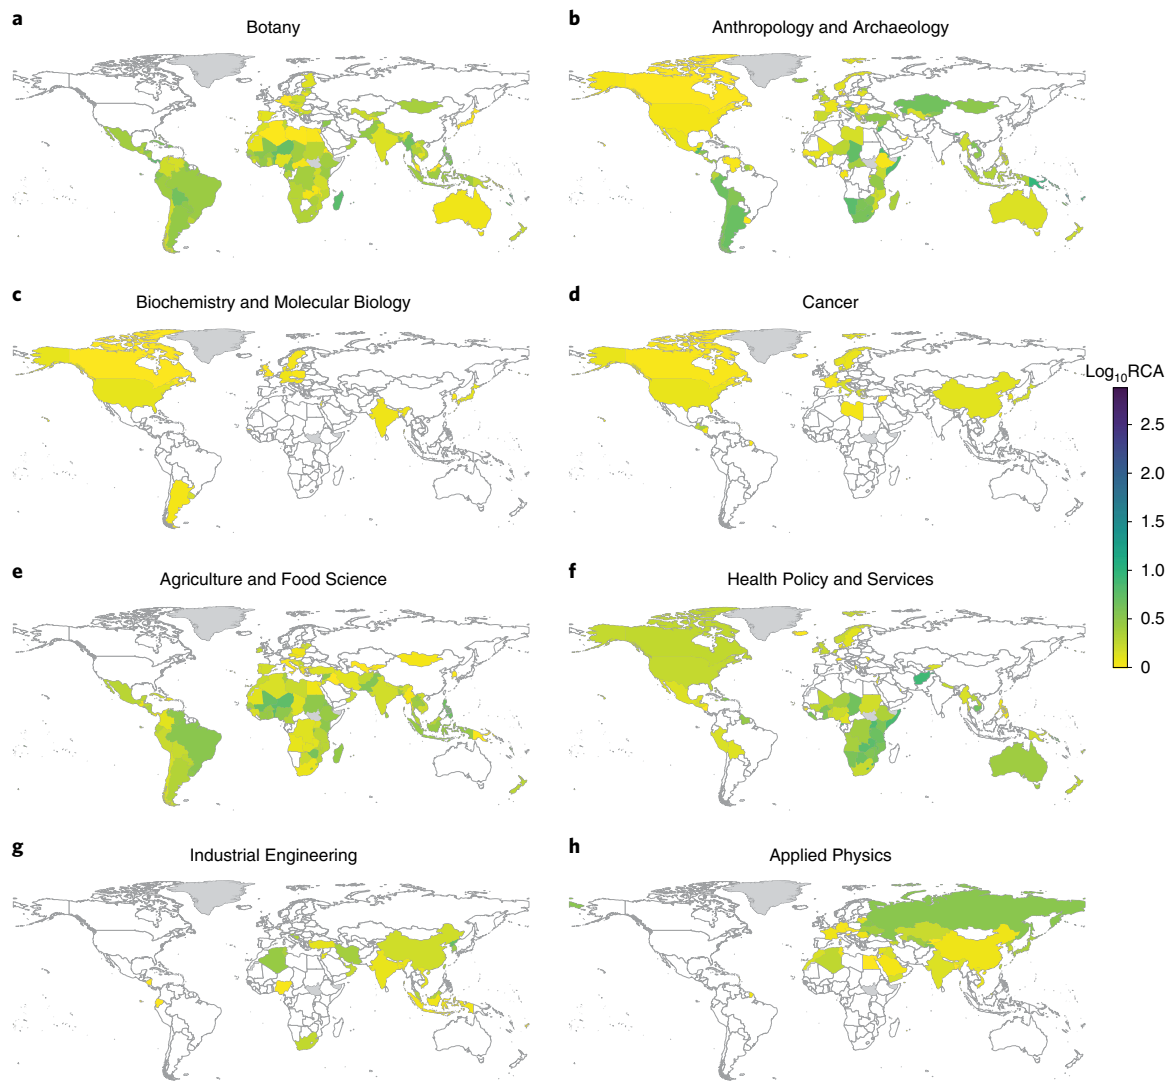 a
Botany
b
Anthropology and Archaeology
c
Biochemistry and Molecular Biology
d
Cancer
Log10RCA
2.5
2.0
1.5
1.0
0.5
0
e
Agriculture and Food Science
f
Health Policy and Services
g
Industrial Engineering
h
Applied Physics